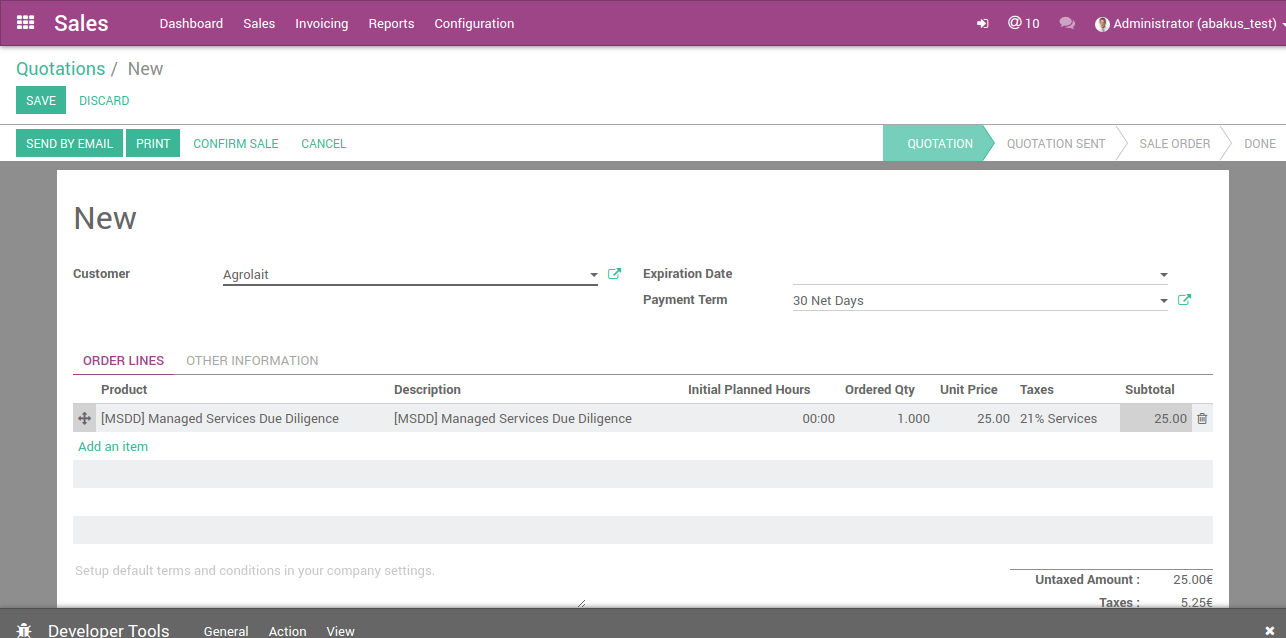 Sales Dashboard Sales Invoicing Reports Configuration @ 10 Administrator (abakus_test)
Quotations / New
SAVE DISCARD
SEND BY EMAIL PRINT CONFIRM SALE CANCEL QUOTATION QUOTATION SENT SALE ORDER DONE
New
Customer Agrolait Expiration Date
Payment Term 30 Net Days
ORDER LINES OTHER INFORMATION
Product Description Initial Planned Hours Ordered Qty Unit Price Taxes Subtotal
[MSDD] Managed Services Due Diligence [MSDD] Managed Services Due Diligence 00:00 1.000 25.00 21% Services 25.00
Add an item
Setup default terms and conditions in your company settings.
Untaxed Amount : 25.00€
Taxes : 5.25€
Developer Tools General Action View